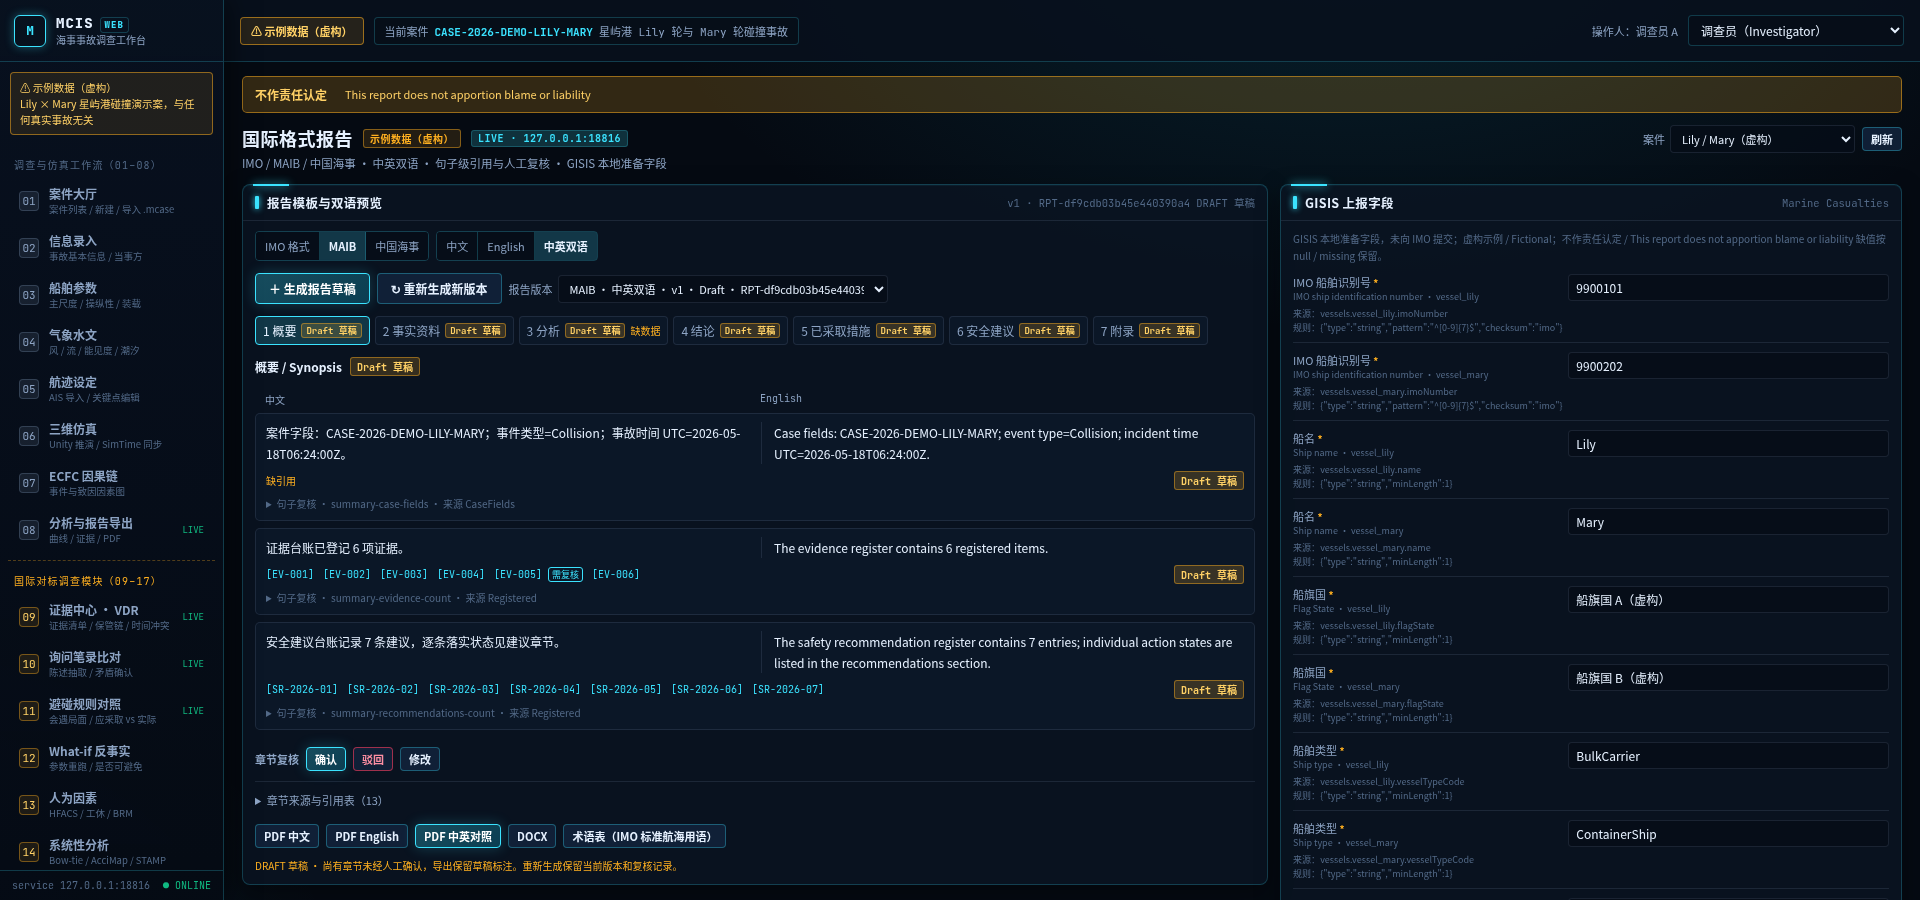 M
MCIS WEB
海事事故调查工作台
⚠ 示例数据（虚构）
当前案件 CASE-2026-DEMO-LILY-MARY 星屿港 Lily 轮与 Mary 轮碰撞事故
操作人：调查员 A
调查员（Investigator）
⚠ 示例数据（虚构）
Lily × Mary 星屿港碰撞演示案，与任何真实事故无关
调查与仿真工作流（01–08）
01 案件大厅
案件列表 / 新建 / 导入 .mcase
02 信息录入
事故基本信息 / 当事方
03 船舶参数
主尺度 / 操纵性 / 装载
04 气象水文
风 / 流 / 能见度 / 潮汐
05 航迹设定
AIS 导入 / 关键点编辑
06 三维仿真
Unity 推演 / SimTime 同步
07 ECFC 因果链
事件与致因因素图
08 分析与报告导出 LIVE
曲线 / 证据 / PDF
国际对标调查模块（09–17）
09 证据中心 · VDR LIVE
证据清单 / 保管链 / 时间冲突
10 询问笔录比对 LIVE
陈述抽取 / 矛盾确认
11 避碰规则对照 LIVE
会遇局面 / 应采取 vs 实际
12 What-if 反事实
参数重跑 / 是否可避免
13 人为因素
HFACS / 工休 / BRM
14 系统性分析
Bow-tie / AcciMap / STAMP
service 127.0.0.1:18816 ● ONLINE
不作责任认定 This report does not apportion blame or liability
国际格式报告 示例数据（虚构） LIVE · 127.0.0.1:18816
IMO / MAIB / 中国海事 · 中英双语 · 句子级引用与人工复核 · GISIS 本地准备字段
案件 Lily / Mary（虚构） 刷新
报告模板与双语预览 v1 · RPT-df9cdb03b45e440390a4 DRAFT 草稿
IMO 格式 MAIB 中国海事 中文 English 中英双语
＋ 生成报告草稿 ↻ 重新生成新版本 报告版本 MAIB · 中英双语 · v1 · Draft · RPT-df9cdb03b45e44039
1 概要 Draft 草稿 2 事实资料 Draft 草稿 3 分析 Draft 草稿 缺数据 4 结论 Draft 草稿 5 已采取措施 Draft 草稿 6 安全建议 Draft 草稿 7 附录 Draft 草稿
概要 / Synopsis Draft 草稿
中文 English
案件字段：CASE-2026-DEMO-LILY-MARY；事件类型=Collision；事故时间 UTC=2026-05-18T06:24:00Z。
Case fields: CASE-2026-DEMO-LILY-MARY; event type=Collision; incident time UTC=2026-05-18T06:24:00Z.
缺引用 Draft 草稿
▶ 句子复核 · summary-case-fields · 来源 CaseFields
证据台账已登记 6 项证据。
The evidence register contains 6 registered items.
[EV-001] [EV-002] [EV-003] [EV-004] [EV-005] 需复核 [EV-006] Draft 草稿
▶ 句子复核 · summary-evidence-count · 来源 Registered
安全建议台账记录 7 条建议，逐条落实状态见建议章节。
The safety recommendation register contains 7 entries; individual action states are listed in the recommendations section.
[SR-2026-01] [SR-2026-02] [SR-2026-03] [SR-2026-04] [SR-2026-05] [SR-2026-06] [SR-2026-07] Draft 草稿
▶ 句子复核 · summary-recommendations-count · 来源 Registered
章节复核 确认 驳回 修改
▶ 章节来源与引用表（13）
PDF 中文 PDF English PDF 中英对照 DOCX 术语表（IMO 标准航海用语）
DRAFT 草稿 · 尚有章节未经人工确认，导出保留草稿标注。重新生成保留当前版本和复核记录。
GISIS 上报字段 Marine Casualties
GISIS 本地准备字段，未向 IMO 提交；虚构示例 / Fictional；不作责任认定 / This report does not apportion blame or liability 缺值按 null / missing 保留。
IMO 船舶识别号 * 9900101
IMO ship identification number · vessel_lily
来源：vessels.vessel_lily.imoNumber
规则：{"type":"string","pattern":"^[0-9]{7}$","checksum":"imo"}
IMO 船舶识别号 * 9900202
IMO ship identification number · vessel_mary
来源：vessels.vessel_mary.imoNumber
规则：{"type":"string","pattern":"^[0-9]{7}$","checksum":"imo"}
船名 * Lily
Ship name · vessel_lily
来源：vessels.vessel_lily.name
规则：{"type":"string","minLength":1}
船名 * Mary
Ship name · vessel_mary
来源：vessels.vessel_mary.name
规则：{"type":"string","minLength":1}
船旗国 * 船旗国 A（虚构）
Flag State · vessel_lily
来源：vessels.vessel_lily.flagState
规则：{"type":"string","minLength":1}
船旗国 * 船旗国 B（虚构）
Flag State · vessel_mary
来源：vessels.vessel_mary.flagState
规则：{"type":"string","minLength":1}
船舶类型 * BulkCarrier
Ship type · vessel_lily
来源：vessels.vessel_lily.vesselTypeCode
规则：{"type":"string","minLength":1}
船舶类型 * ContainerShip
Ship type · vessel_mary
来源：vessels.vessel_mary.vesselTypeCode
规则：{"type":"string","minLength":1}